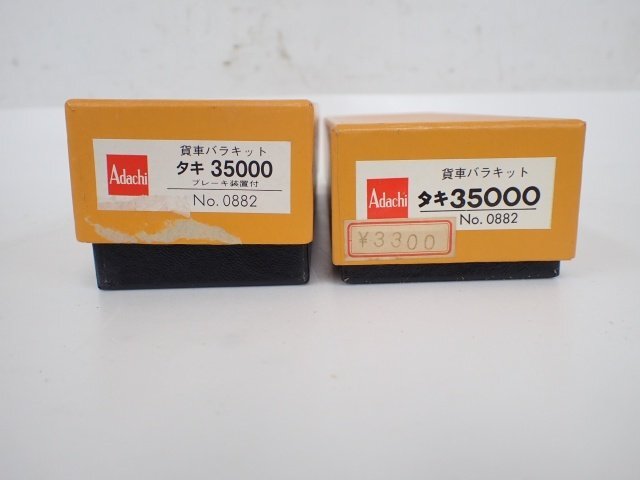 Adachi
貨車バラキット
タキ 35000
ブレーキ装置付
No.0882
Adachi
貨車バラキット
タキ35000
No.0882
¥3300